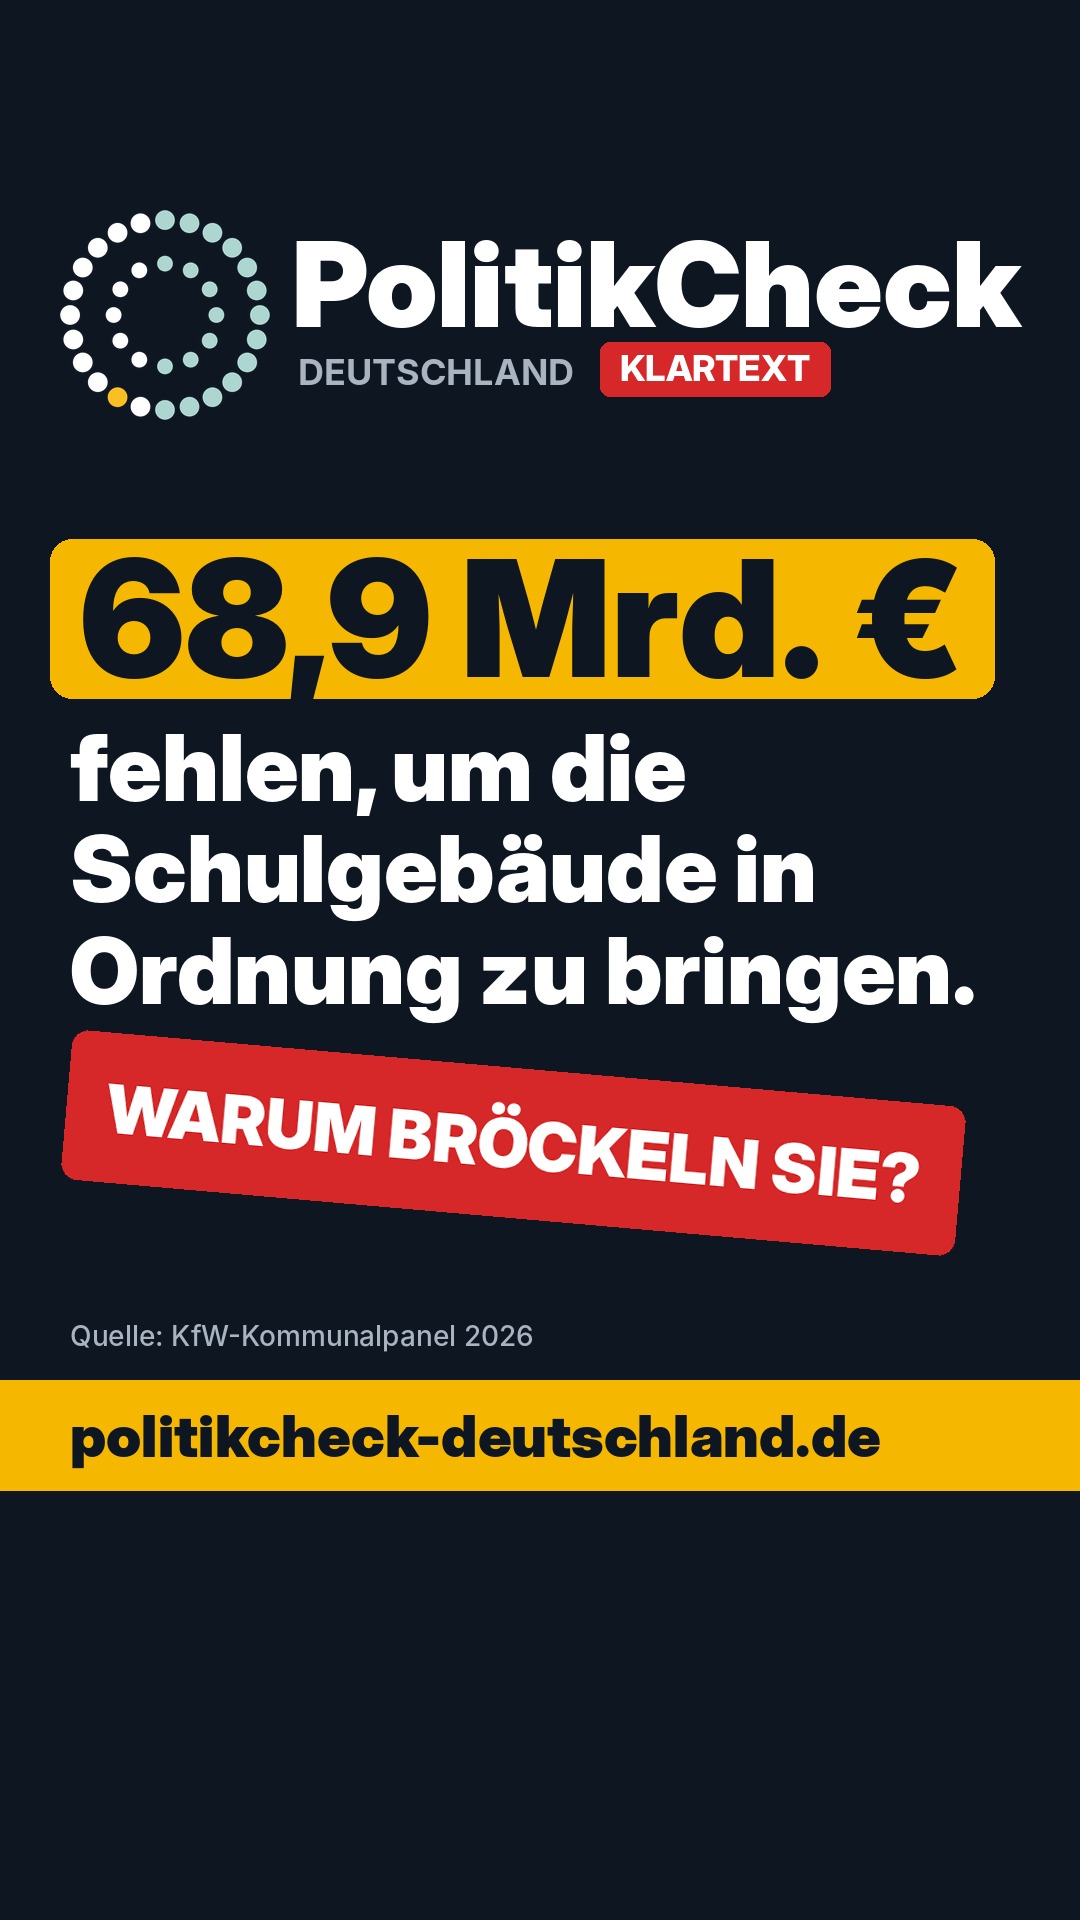 PolitikCheck
DEUTSCHLAND KLARTEXT
68,9 Mrd. €
fehlen, um die
Schulgebäude in
Ordnung zu bringen.
WARUM BRÖCKELN SIE?
Quelle: KfW-Kommunalpanel 2026
politikcheck-deutschland.de